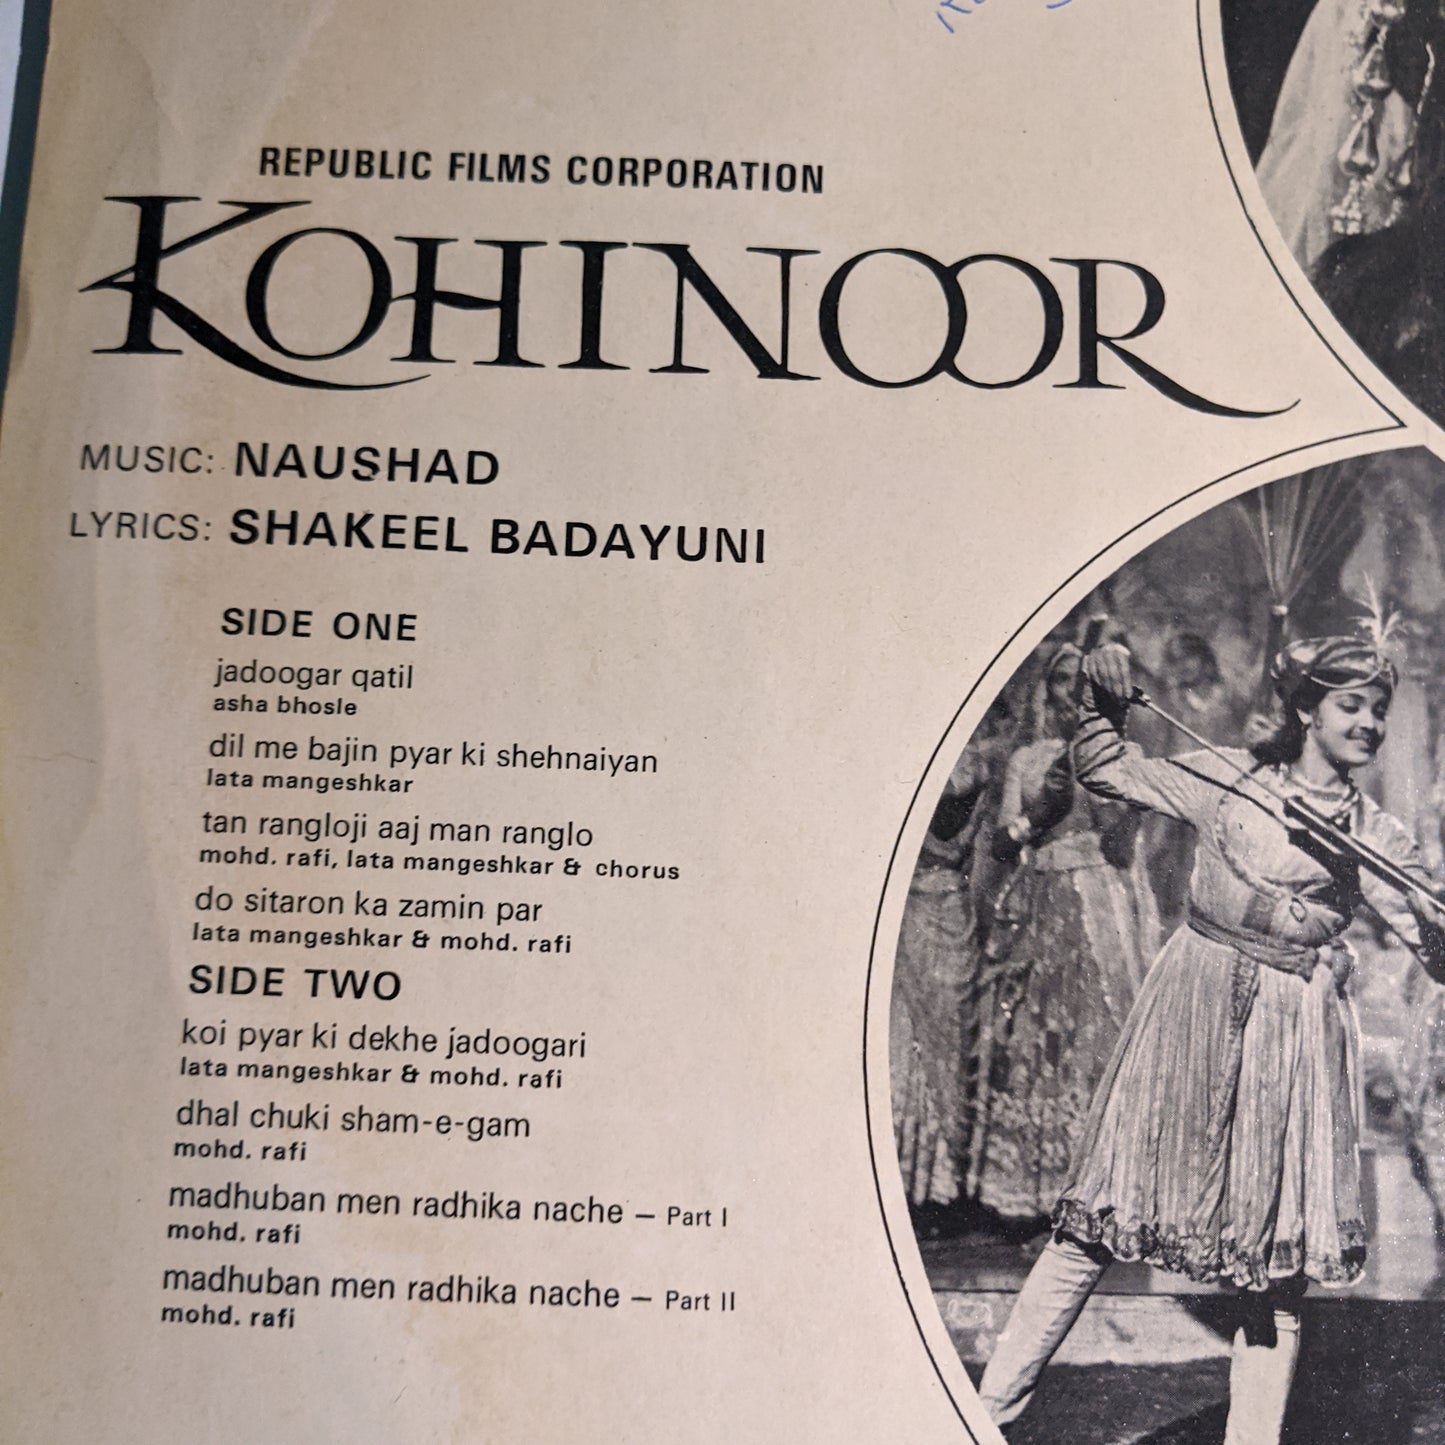 REPUBLIC FILMS CORPORATION
KOHINOOR
MUSIC: NAUSHAD
LYRICS: SHAKEEL BADAYUNI
SIDE ONE
jadoogar qatil
asha bhosle
dil me bajin pyar ki shehnaiyan
lata mangeshkar
tan rangloji aaj man ranglo
mohd. rafi, lata mangeshkar & chorus
do sitaron ka zamin par
lata mangeshkar & mohd. rafi
SIDE TWO
koi pyar ki dekhe jadoogari
lata mangeshkar & mohd. rafi
dhal chuki sham-e-gam
mohd. rafi
madhuban men radhika nache – Part I
mohd. rafi
madhuban men radhika nache – Part II
mohd. rafi